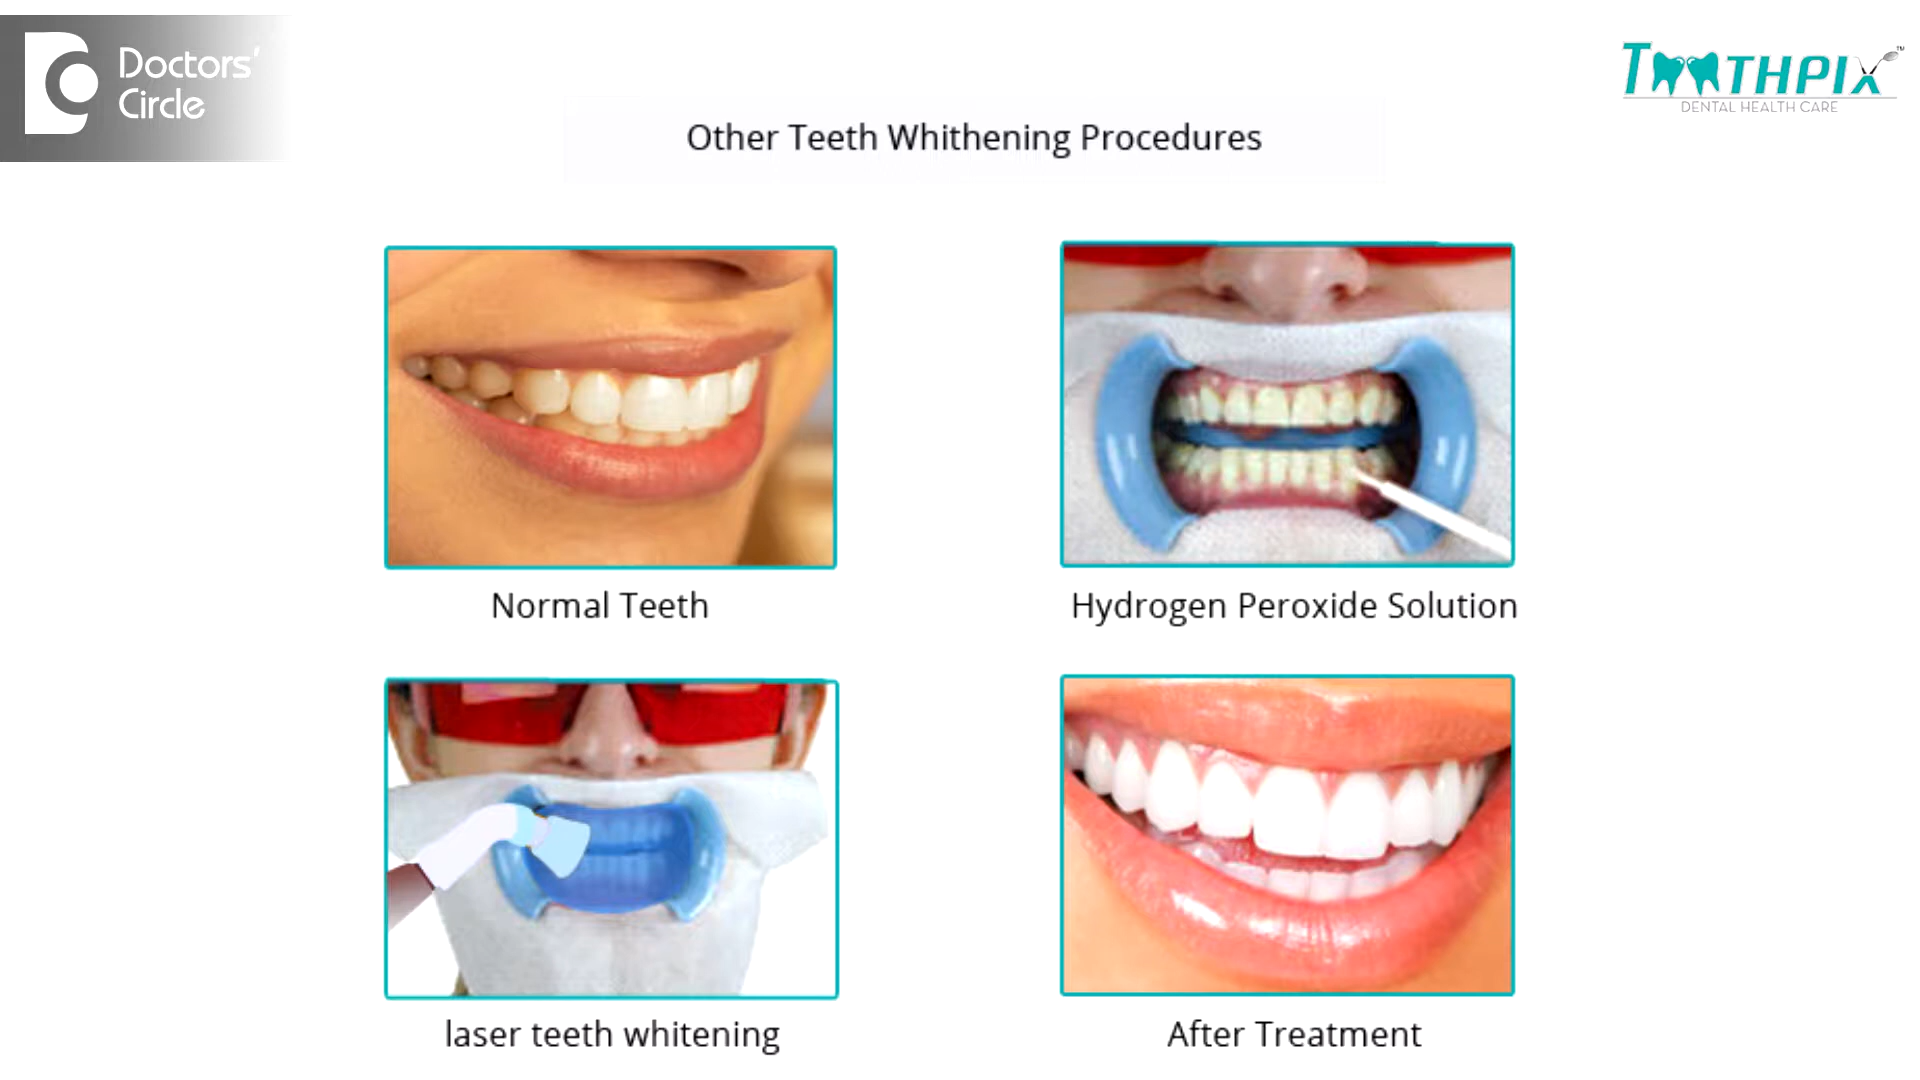 Doctors'
Circle
TOOTHPIX™
DENTAL HEALTH CARE
Other Teeth Whithening Procedures
Normal Teeth
Hydrogen Peroxide Solution
laser teeth whitening
After Treatment